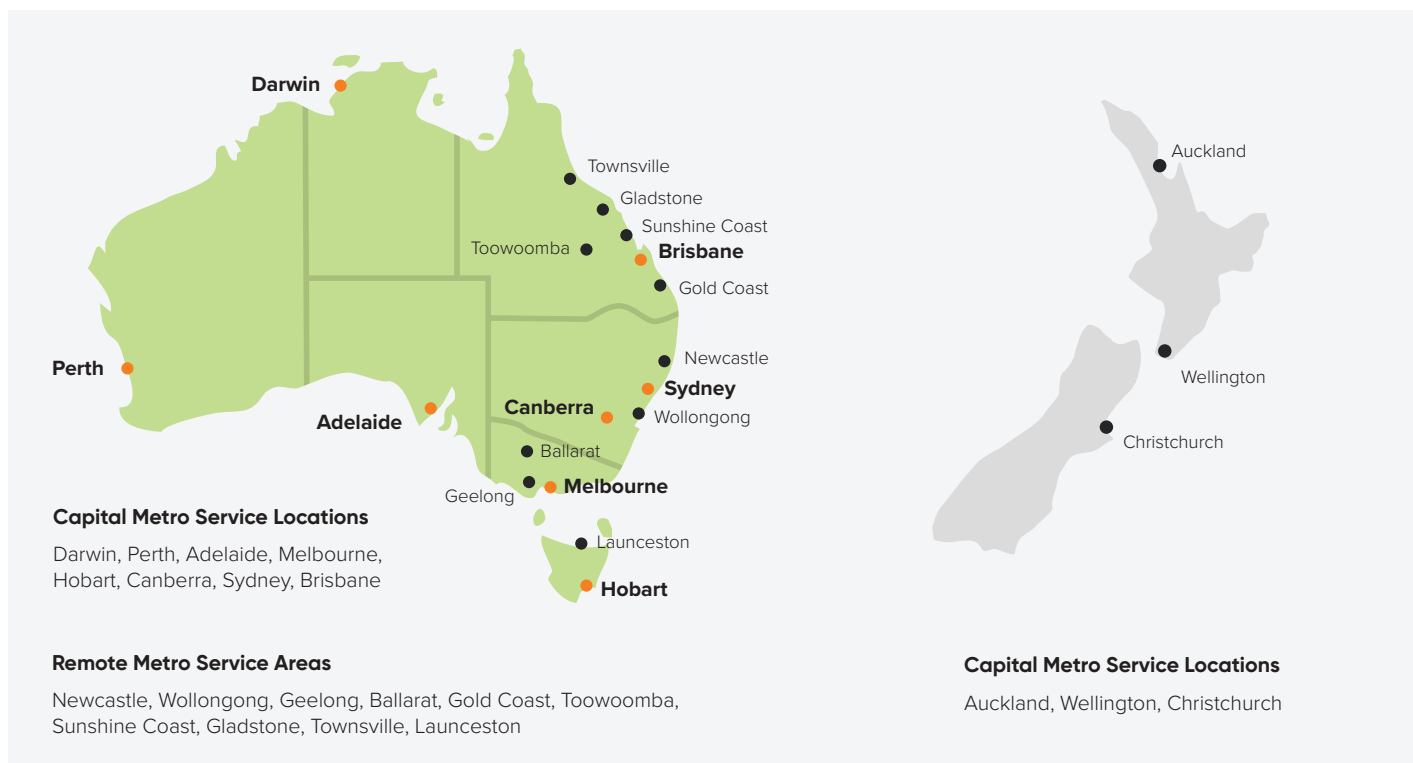 Darwin
Townsville
Gladstone
Sunshine Coast
Toowoomba
Brisbane
Gold Coast
Newcastle
Perth
Sydney
Canberra
Wollongong
Adelaide
Ballarat
Melbourne
Geelong
Launceston
Hobart
Auckland
Wellington
Christchurch
Capital Metro Service Locations
Darwin, Perth, Adelaide, Melbourne,
Hobart, Canberra, Sydney, Brisbane
Remote Metro Service Areas
Newcastle, Wollongong, Geelong, Ballarat, Gold Coast, Toowoomba,
Sunshine Coast, Gladstone, Townsville, Launceston
Capital Metro Service Locations
Auckland, Wellington, Christchurch